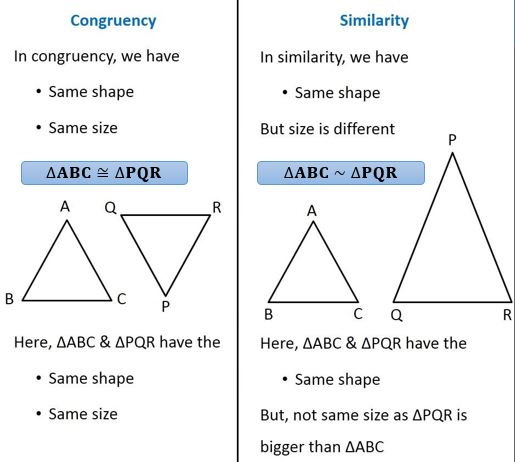 Congruency
In congruency, we have
• Same shape
• Same size
ΔABC ≅ ΔPQR
A
Q
R
B
C
P
Here, ΔABC & ΔPQR have the
• Same shape
• Same size
Similarity
In similarity, we have
• Same shape
But size is different
P
ΔABC ~ ΔPQR
A
B
C
Q
R
Here, ΔABC & ΔPQR have the
• Same shape
But, not same size as ΔPQR is
bigger than ΔABC